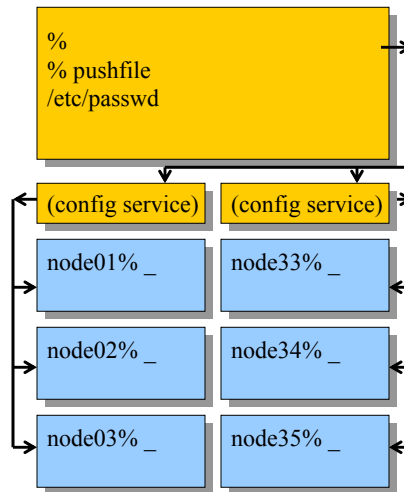 %
% pushfile
/etc/passwd
(config service) (config service)
node01% _ node33% _
node02% _ node34% _
node03% _ node35% _